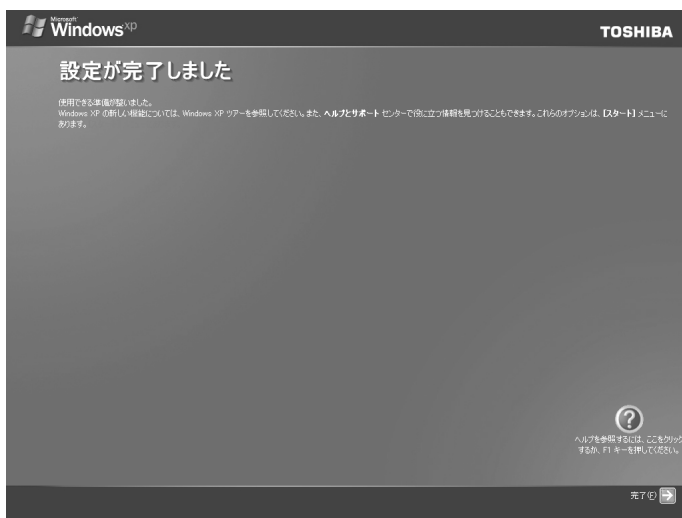 Microsoft
Windows xp
TOSHIBA
設定が完了しました
使用できる準備が整いました。
Windows XP の新しい機能については、Windows XP ツアーを参照してください。また、ヘルプとサポート センターで役に立つ情報を見つけることもできます。これらのオプションは、[スタート] メニューに
あります。
ヘルプを参照するには、ここをクリック
するか、F1 キーを押してください。
完了(F)